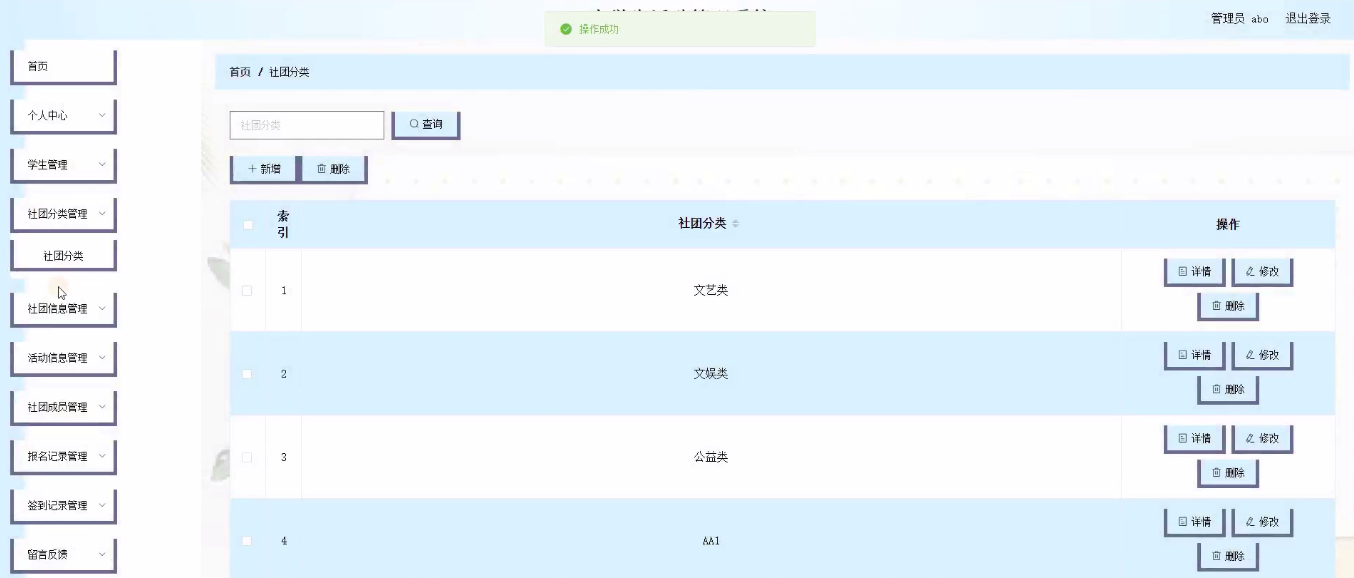 管理员 abo 退出登录
操作成功
首页
个人中心
学生管理
社团分类管理
社团分类
社团信息管理
活动信息管理
社团成员管理
报名记录管理
签到记录管理
留言反馈
首页 / 社团分类
社团分类 查询
新增 删除
索引 社团分类 操作
1 文艺类 详情 修改
删除
2 文娱类 详情 修改
删除
3 公益类 详情 修改
删除
4 AA1 详情 修改
删除